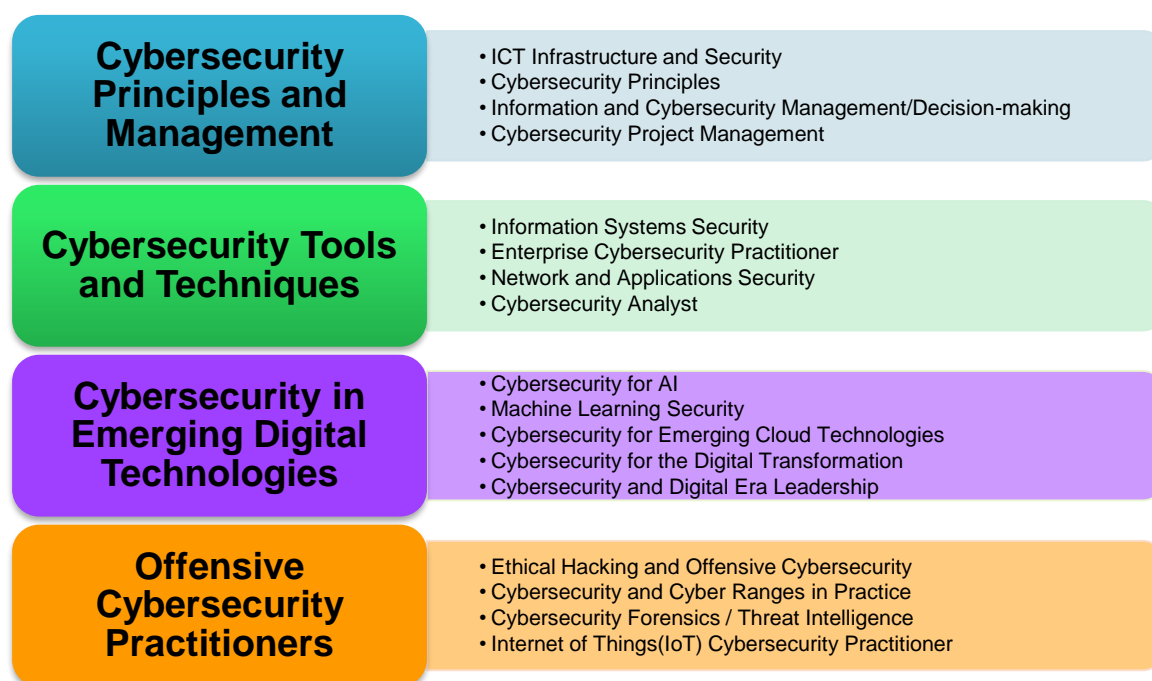 Cybersecurity
Principles and
Management
• ICT Infrastructure and Security
• Cybersecurity Principles
• Information and Cybersecurity Management/Decision-making
• Cybersecurity Project Management
Cybersecurity Tools
and Techniques
• Information Systems Security
• Enterprise Cybersecurity Practitioner
• Network and Applications Security
• Cybersecurity Analyst
Cybersecurity in
Emerging Digital
Technologies
• Cybersecurity for AI
• Machine Learning Security
• Cybersecurity for Emerging Cloud Technologies
• Cybersecurity for the Digital Transformation
• Cybersecurity and Digital Era Leadership
Offensive
Cybersecurity
Practitioners
• Ethical Hacking and Offensive Cybersecurity
• Cybersecurity and Cyber Ranges in Practice
• Cybersecurity Forensics / Threat Intelligence
• Internet of Things(IoT) Cybersecurity Practitioner